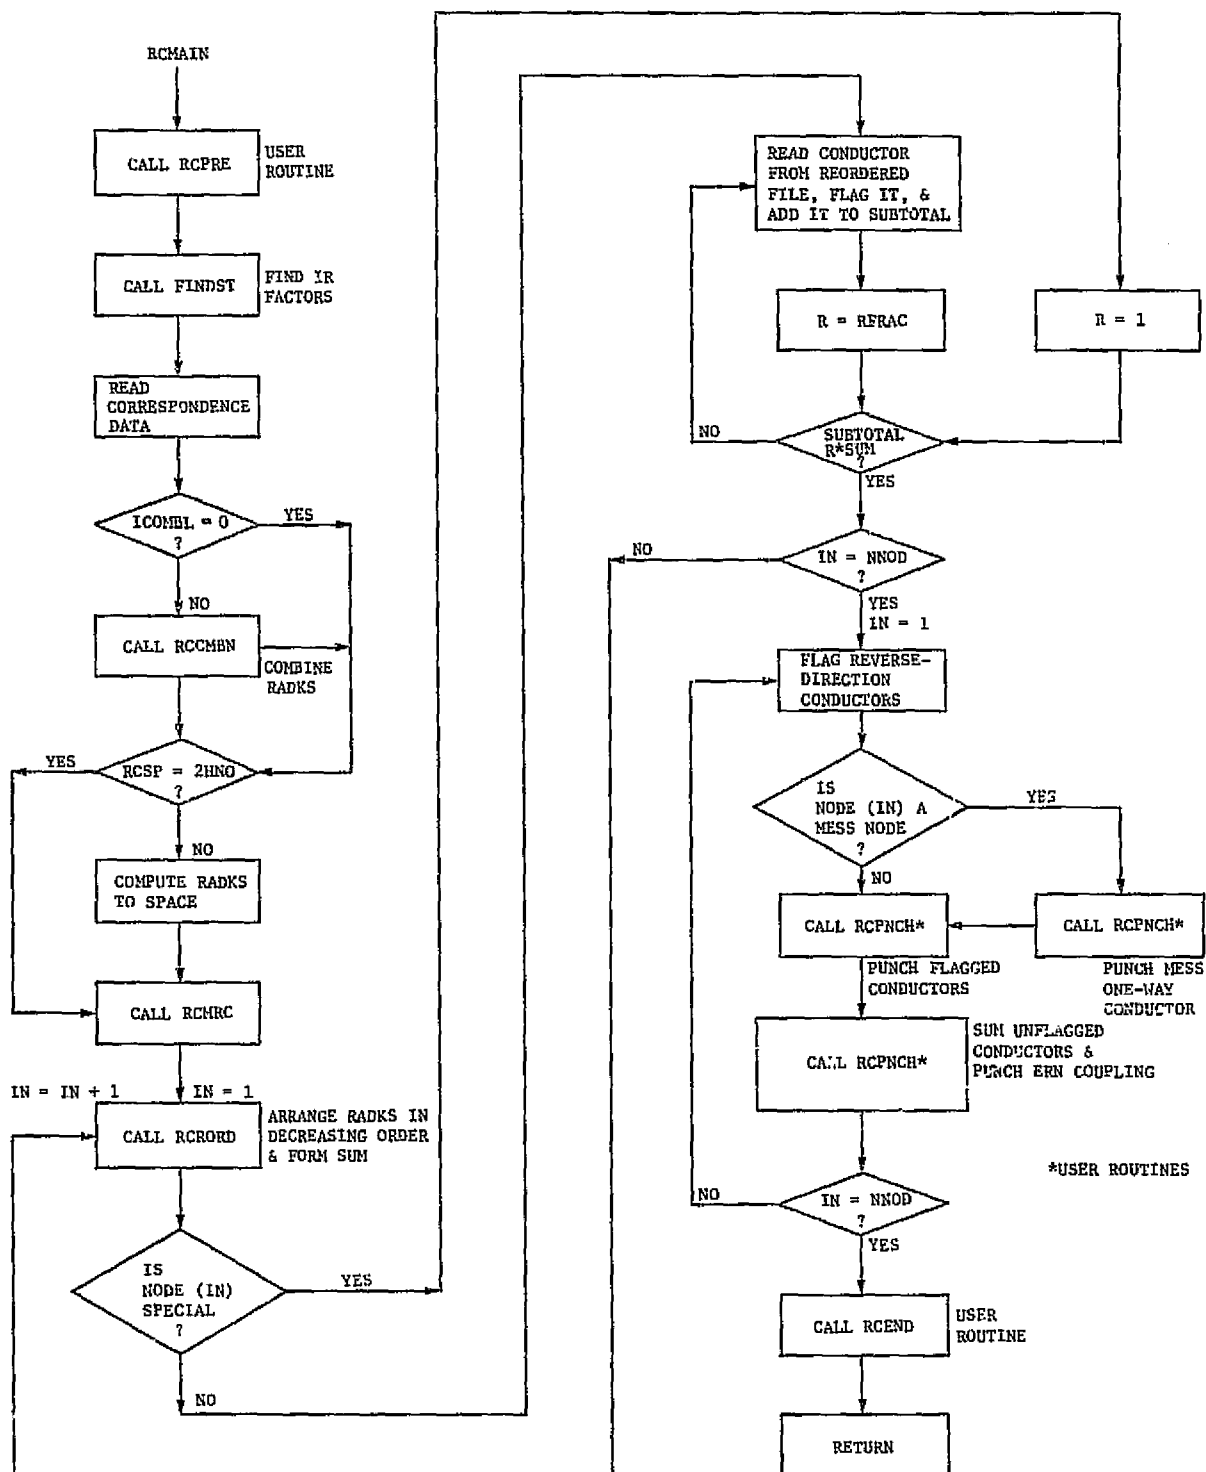 RCMAIN
CALL RCPRE
USER
ROUTINE
CALL FINDST
FIND IR
FACTORS
READ
CORRESPONDENCE
DATA
ICOMBL = 0
?
YES
NO
CALL RCCMBN
COMBINE
RADKS
YES
RCSP = 2HNO
?
NO
COMPUTE RADKS
TO SPACE
CALL RCHRC
IN = IN + 1
IN = 1
CALL RCRORD
ARRANGE RADKS IN
DECREASING ORDER
& FORM SUM
IS
NODE (IN)
SPECIAL
?
YES
NO
READ CONDUCTOR
FROM REORDERED
FILE, FLAG IT, &
ADD IT TO SUBTOTAL
R = RFRAC
R = 1
NO
SUBTOTAL
R*SUM
?
YES
NO
IN = NNOD
?
YES
IN = 1
FLAG REVERSE-
DIRECTION
CONDUCTORS
IS
NODE (IN) A
MESS NODE
?
YES
NO
CALL RCPNCH*
CALL RCPNCH*
PUNCH FLAGGED
CONDUCTORS
PUNCH MESS
ONE-WAY
CONDUCTOR
CALL RCPNCH*
SUM UNFLAGGED
CONDUCTORS &
PUNCH ERN COUPLING
*USER ROUTINES
NO
IN = NNOD
?
YES
CALL RCEND
USER
ROUTINE
RETURN